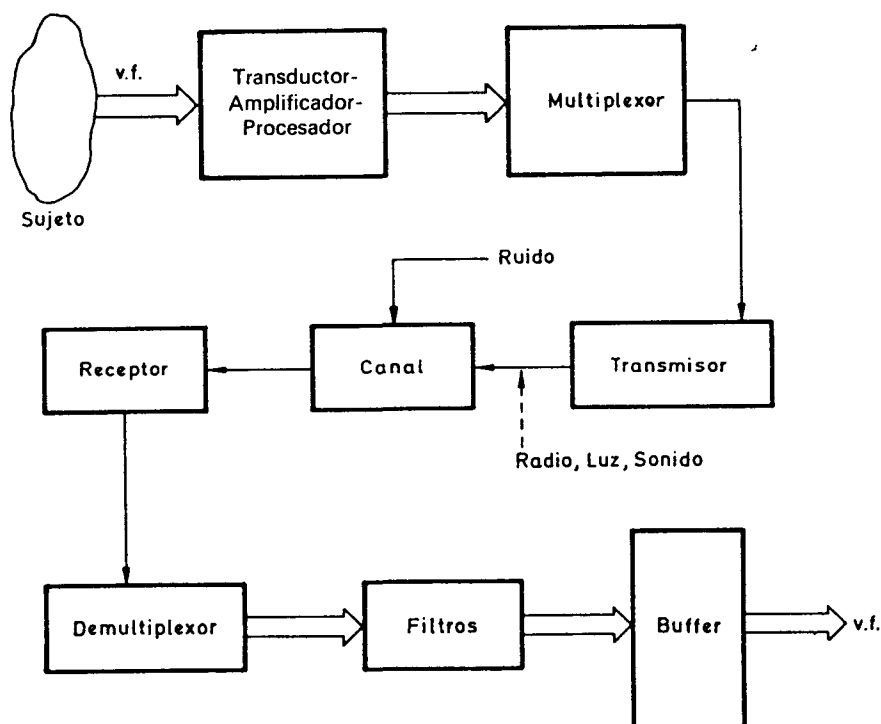 v.f.
Transductor-
Amplificador-
Procesador
Multiplexor
Sujeto
Ruido
Receptor
Canal
Transmisor
Radio, Luz, Sonido
Demultiplexor
Filtros
Buffer
v.f.